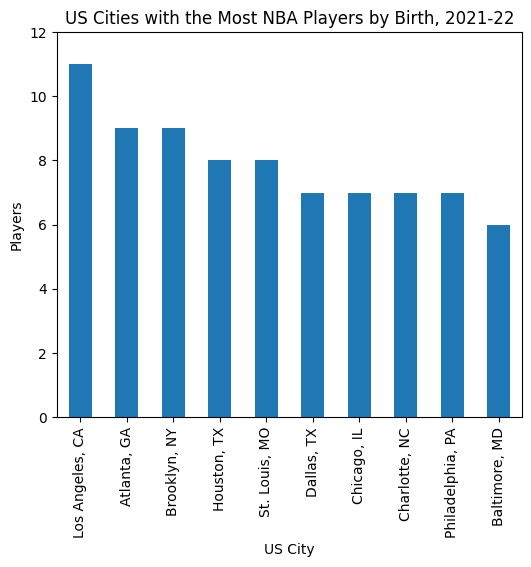 US Cities with the Most NBA Players by Birth, 2021-22
12
10
8
6
4
2
0
Players
Los Angeles, CA
Atlanta, GA
Brooklyn, NY
Houston, TX
St. Louis, MO
Dallas, TX
Chicago, IL
Charlotte, NC
Philadelphia, PA
Baltimore, MD
US City